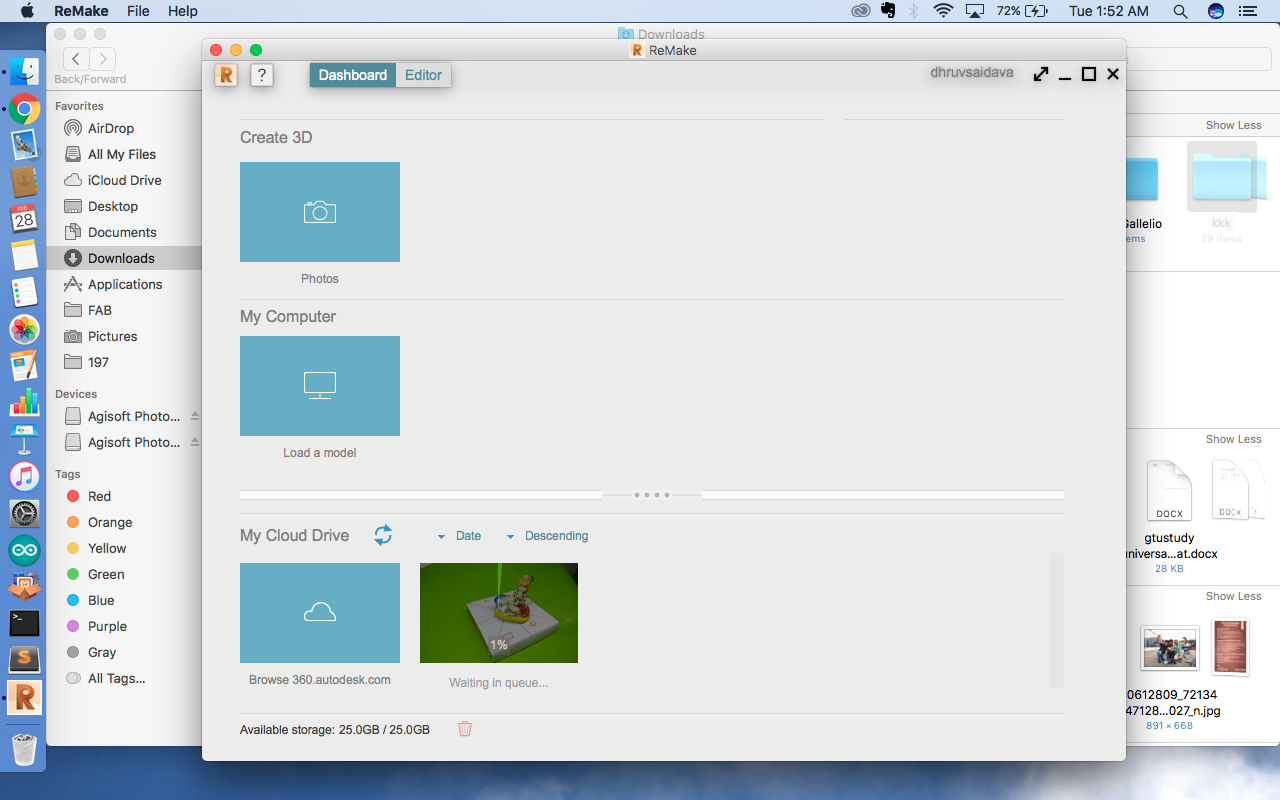 ReMake File Help 72% Tue 1:52 AM
Downloads
ReMake
Back/Forward
Favorites
AirDrop
All My Files
iCloud Drive
Desktop
Documents
Downloads
Applications
FAB
Pictures
197
Devices
Agisoft Photo...
Agisoft Photo...
Tags
Red
Orange
Yellow
Green
Blue
Purple
Gray
All Tags...
FEB
28
R ? Dashboard Editor dhruvsaidava
Create 3D
Photos
My Computer
Load a model
My Cloud Drive Date Descending
1%
Browse 360.autodesk.com
Waiting in queue...
Available storage: 25.0GB / 25.0GB
Show Less
Gallelio
ems
kkk
29 items
Show Less
DOCX
DOCX
gtustudy
universa...at.docx
28 KB
Show Less
0612809_72134
47128...027_n.jpg
891 × 668